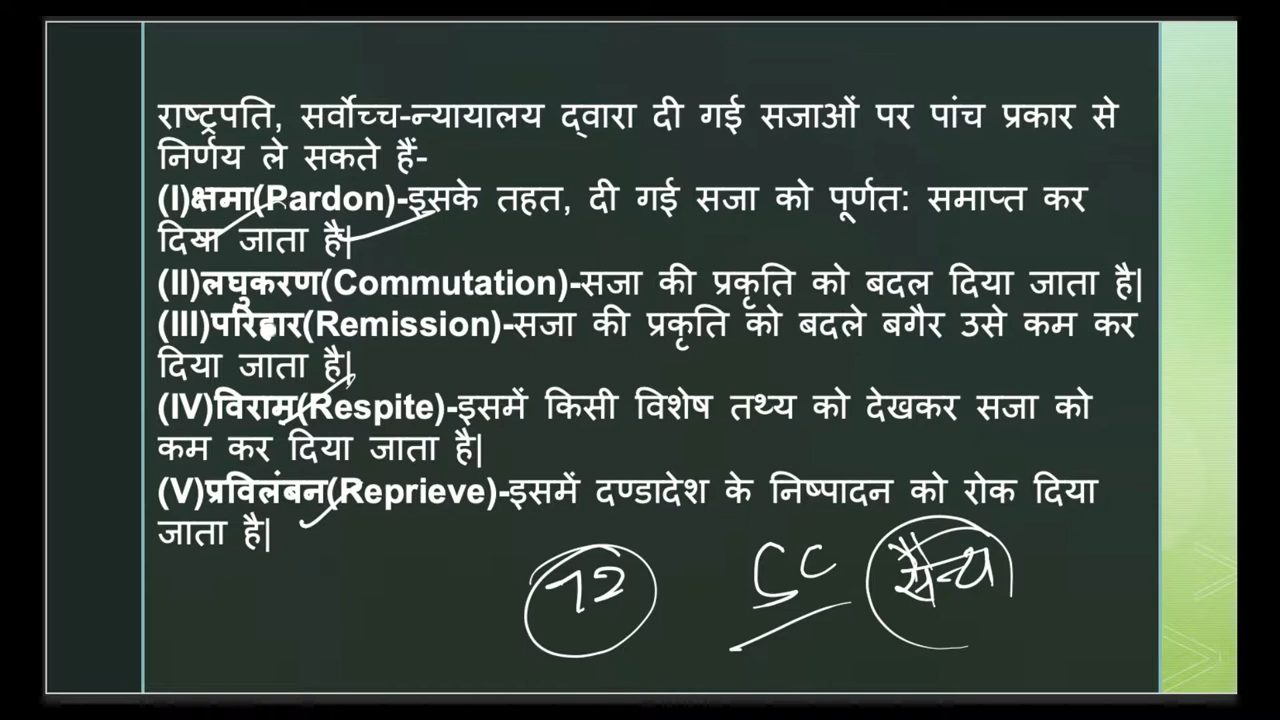 राष्ट्रपति, सर्वोच्च-न्यायालय द्वारा दी गई सजाओं पर पांच प्रकार से
निर्णय ले सकते हैं-
(I)क्षमा(Pardon)-इसके तहत, दी गई सजा को पूर्णत: समाप्त कर
दिया जाता है|
(II)लघुकरण(Commutation)-सजा की प्रकृति को बदल दिया जाता है|
(III)परिहार(Remission)-सजा की प्रकृति को बदले बगैर उसे कम कर
दिया जाता है|
(IV)विराम(Respite)-इसमें किसी विशेष तथ्य को देखकर सजा को
कम कर दिया जाता है|
(V)प्रविलंबन(Reprieve)-इसमें दण्डादेश के निष्पादन को रोक दिया
जाता है|
72 SC सैन्य